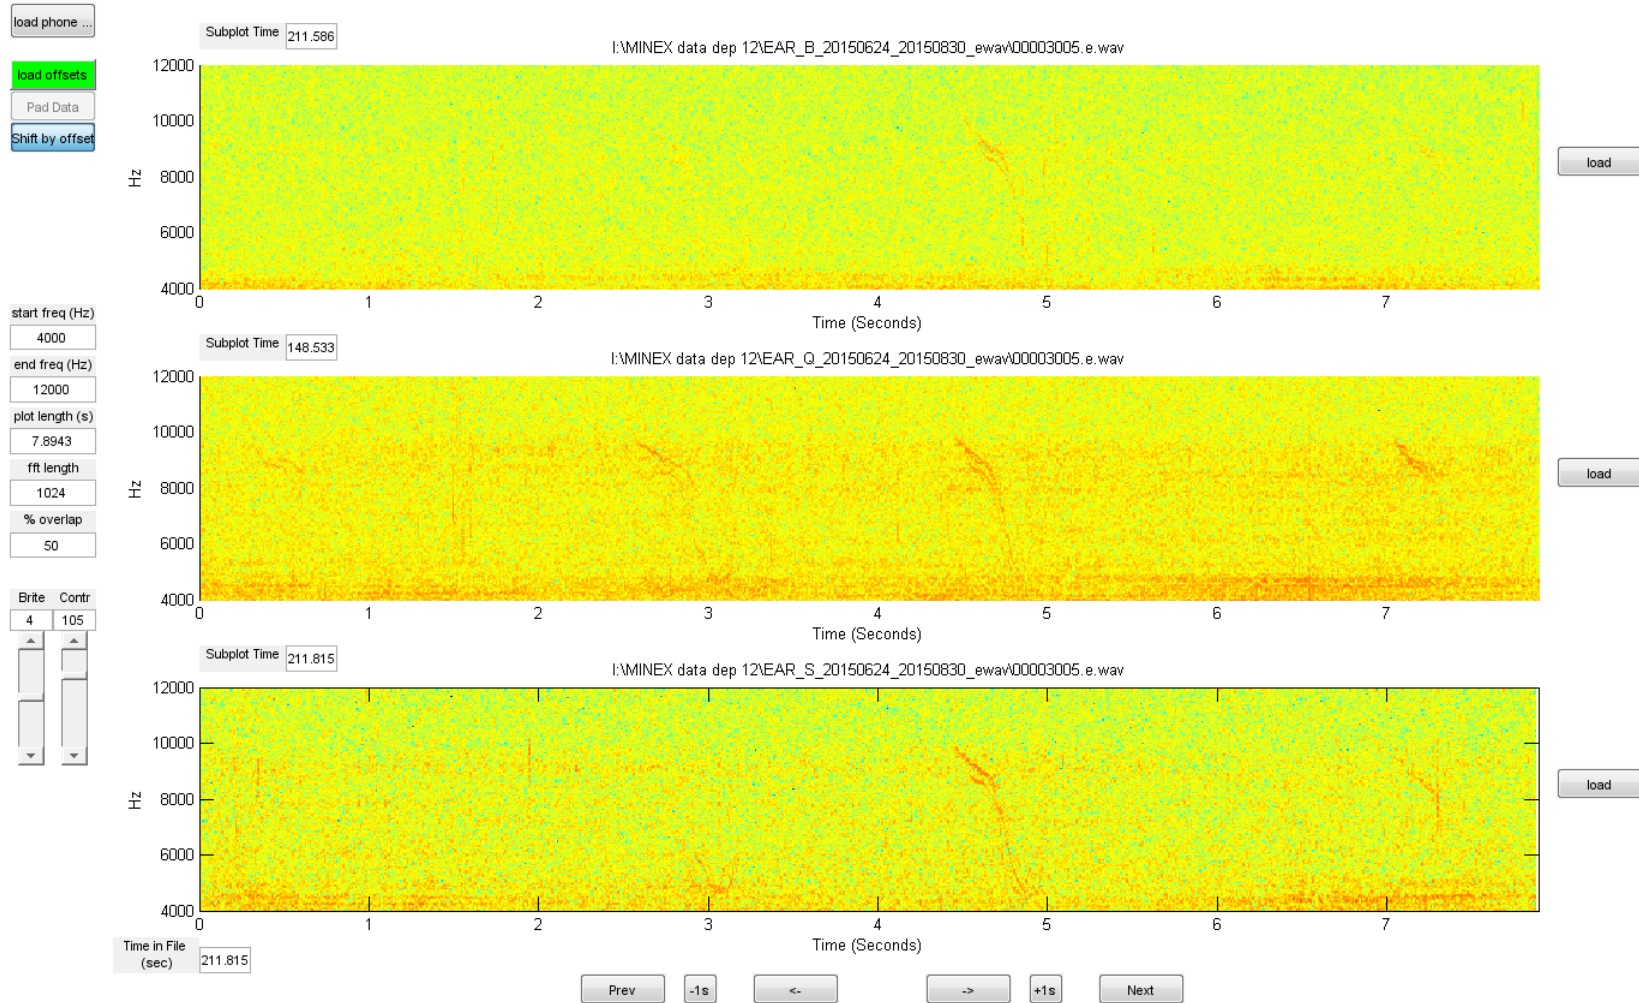 load phone ...
load offsets
Pad Data
Shift by offset
start freq (Hz)
4000
end freq (Hz)
12000
plot length (s)
7.8943
fft length
1024
% overlap
50
Brite Contr
4 105
Subplot Time 211.586
I:\MINEX data dep 12\EAR_B_20150624_20150830_ewav\00003005.e.wav
12000
10000
8000
6000
4000
Hz
0 1 2 3 4 5 6 7
Time (Seconds)
load
Subplot Time 148.533
I:\MINEX data dep 12\EAR_Q_20150624_20150830_ewav\00003005.e.wav
12000
10000
8000
6000
4000
Hz
0 1 2 3 4 5 6 7
Time (Seconds)
load
Subplot Time 211.815
I:\MINEX data dep 12\EAR_S_20150624_20150830_ewav\00003005.e.wav
12000
10000
8000
6000
4000
Hz
0 1 2 3 4 5 6 7
Time (Seconds)
load
Time in File
(sec) 211.815
Prev -1s <- -> +1s Next